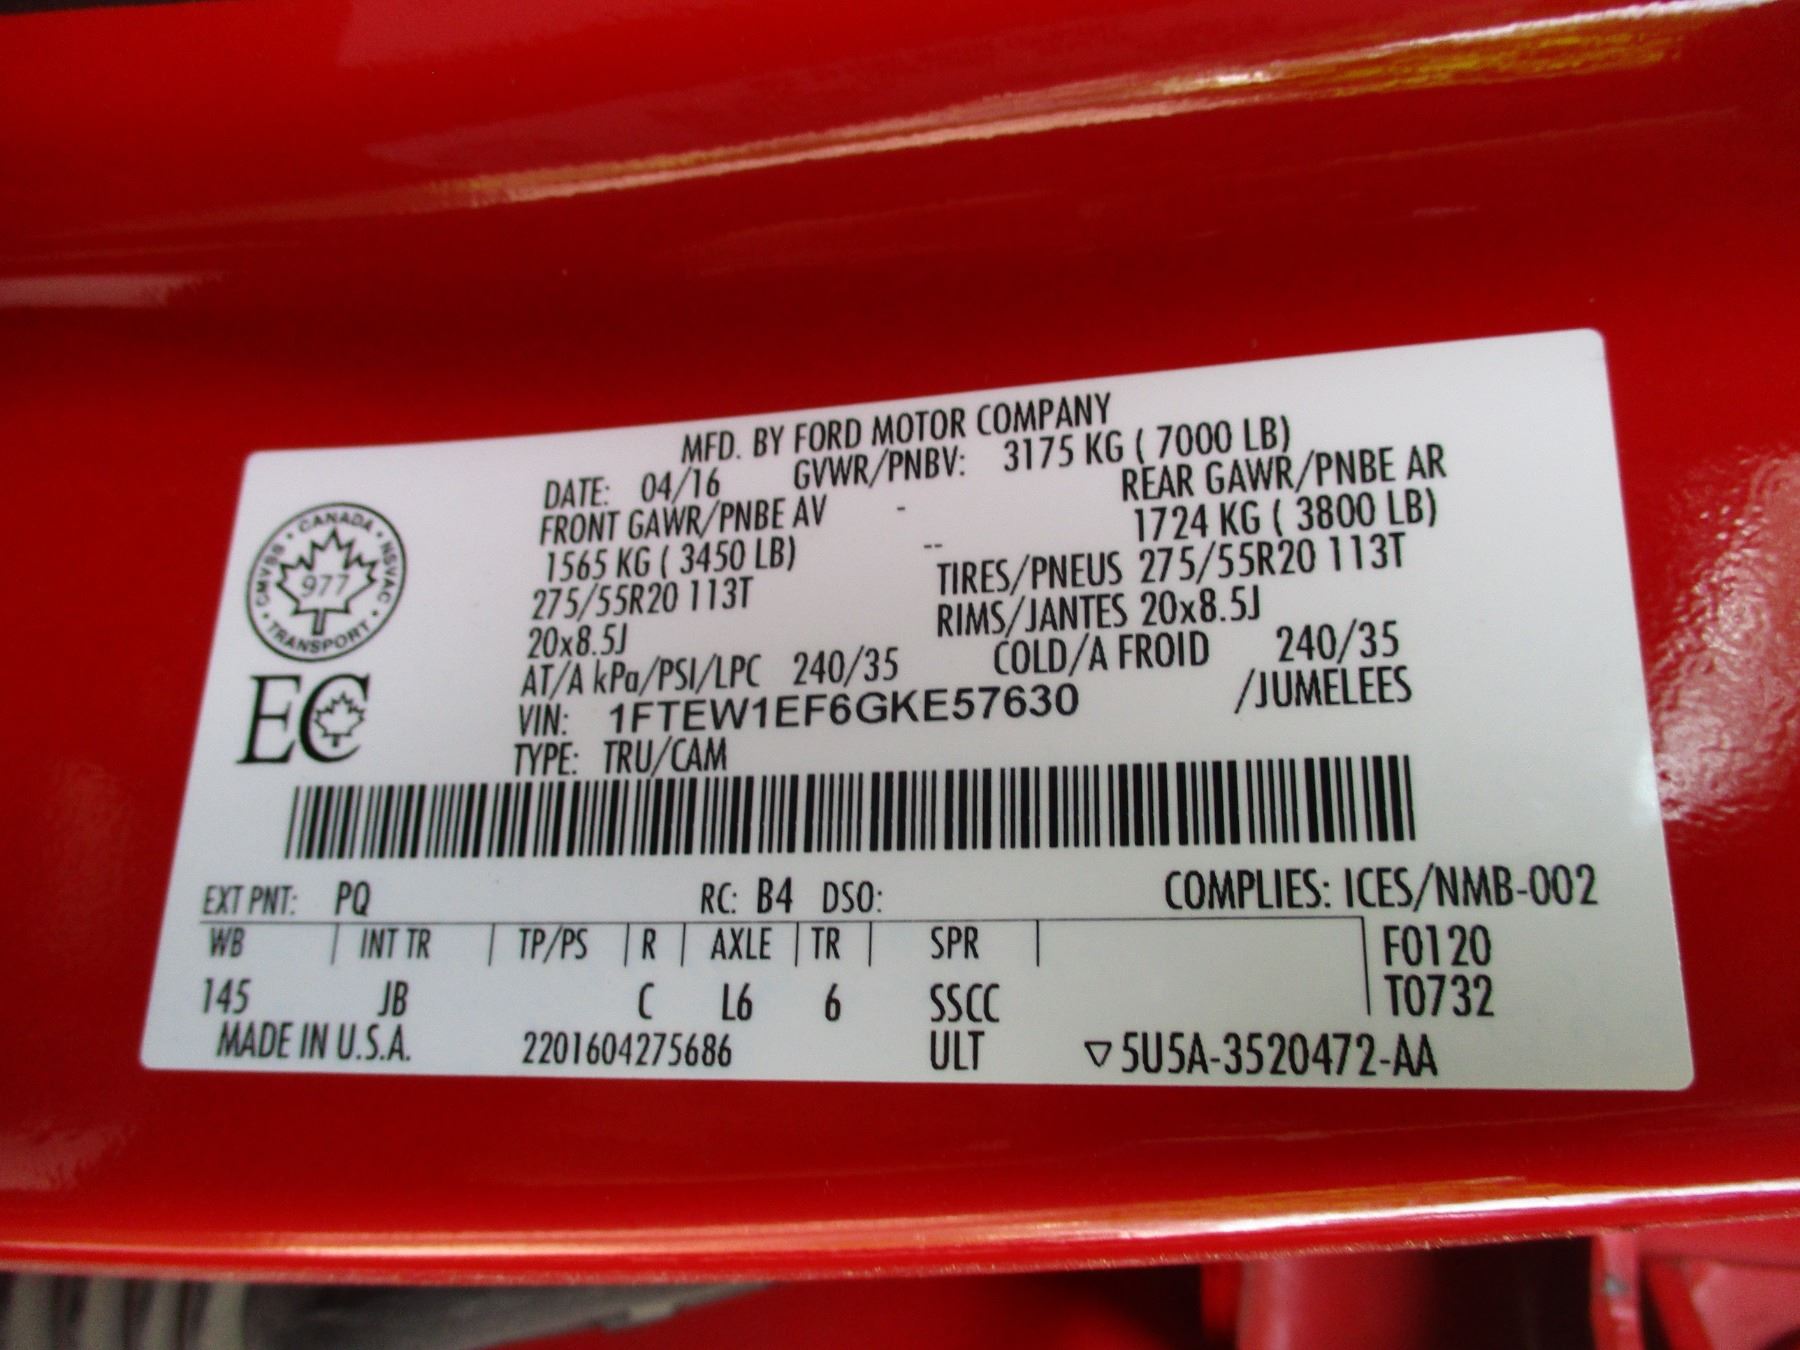 MFD. BY FORD MOTOR COMPANY
DATE: 04/16 GVWR/PNBV: 3175 KG ( 7000 LB)
FRONT GAWR/PNBE AV - REAR GAWR/PNBE AR
1565 KG ( 3450 LB) -- 1724 KG ( 3800 LB)
275/55R20 113T TIRES/PNEUS 275/55R20 113T
20x8.5J RIMS/JANTES 20x8.5J
AT/A kPa/PSI/LPC 240/35 COLD/A FROID 240/35
VIN: 1FTEW1EF6GKE57630 /JUMELEES
TYPE: TRU/CAM
CANADA · NSVAC · TRANSPORT · CMVSS ·
977
EC
EXT PNT: PQ RC: B4 DSO: COMPLIES: ICES/NMB-002
WB | INT TR | TP/PS | R | AXLE | TR | SPR | F0120
145 JB C L6 6 SSCC T0732
MADE IN U.S.A. 2201604275686 ULT ▽5U5A-3520472-AA